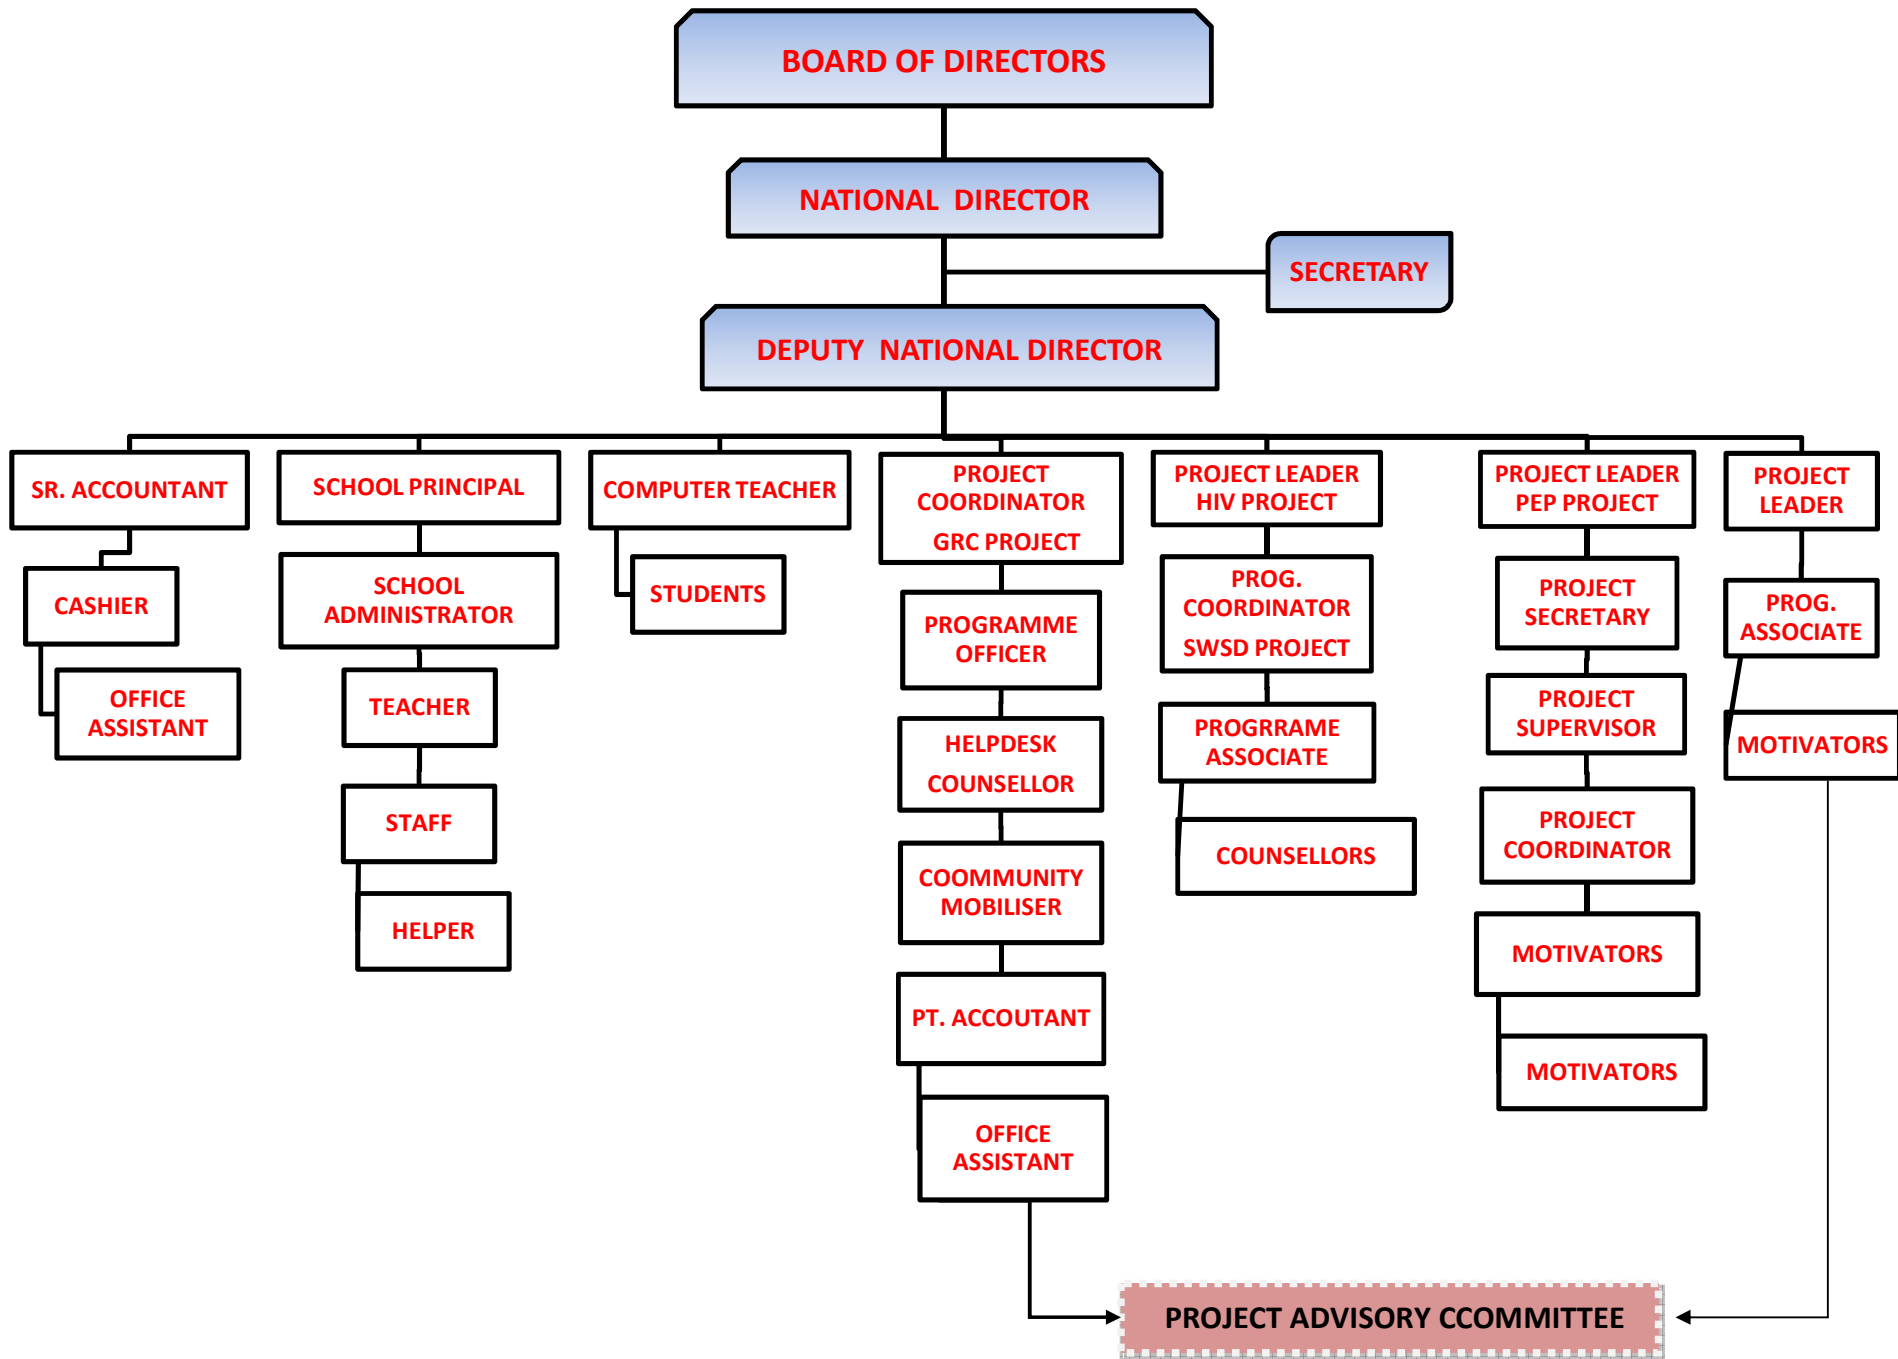 BOARD OF DIRECTORS
NATIONAL DIRECTOR
SECRETARY
DEPUTY NATIONAL DIRECTOR
SR. ACCOUNTANT
CASHIER
OFFICE
ASSISTANT
SCHOOL PRINCIPAL
SCHOOL
ADMINISTRATOR
TEACHER
STAFF
HELPER
COMPUTER TEACHER
STUDENTS
PROJECT
COORDINATOR
GRC PROJECT
PROGRAMME
OFFICER
HELPDESK
COUNSELLOR
COOMMUNITY
MOBILISER
PT. ACCOUTANT
OFFICE
ASSISTANT
PROJECT LEADER
HIV PROJECT
PROG.
COORDINATOR
SWSD PROJECT
PROGRRAME
ASSOCIATE
COUNSELLORS
PROJECT LEADER
PEP PROJECT
PROJECT
SECRETARY
PROJECT
SUPERVISOR
PROJECT
COORDINATOR
MOTIVATORS
MOTIVATORS
PROJECT
LEADER
PROG.
ASSOCIATE
MOTIVATORS
PROJECT ADVISORY CCOMMITTEE